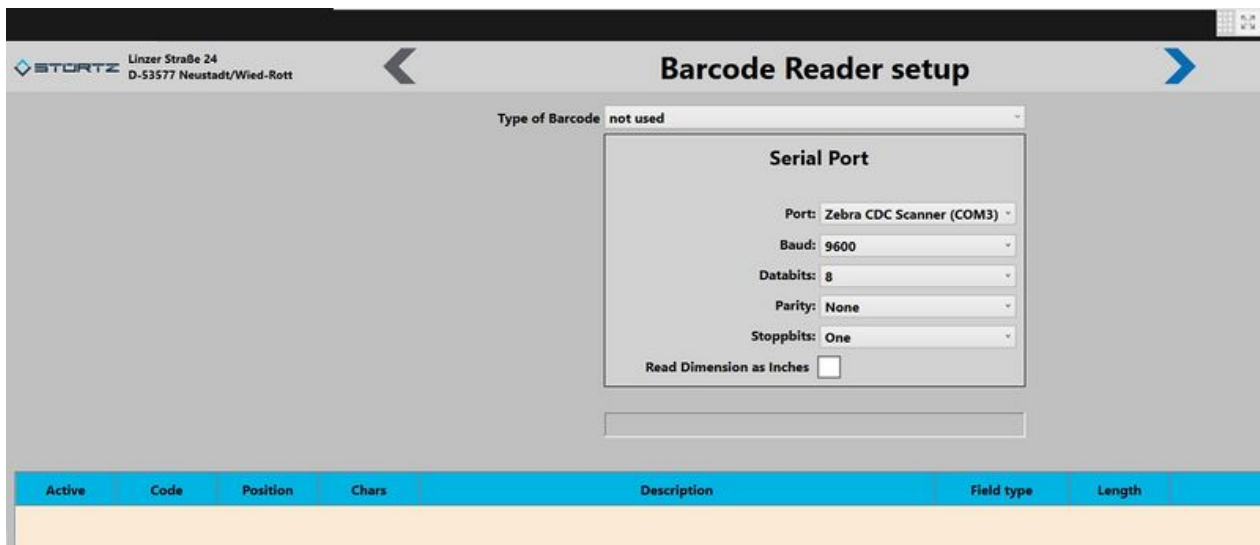 STÜRTZ
Linzer Straße 24
D-53577 Neustadt/Wied-Rott
Barcode Reader setup
Type of Barcode not used
Serial Port
Port: Zebra CDC Scanner (COM3)
Baud: 9600
Databits: 8
Parity: None
Stoppbits: One
Read Dimension as Inches
Active Code Position Chars Description Field type Length